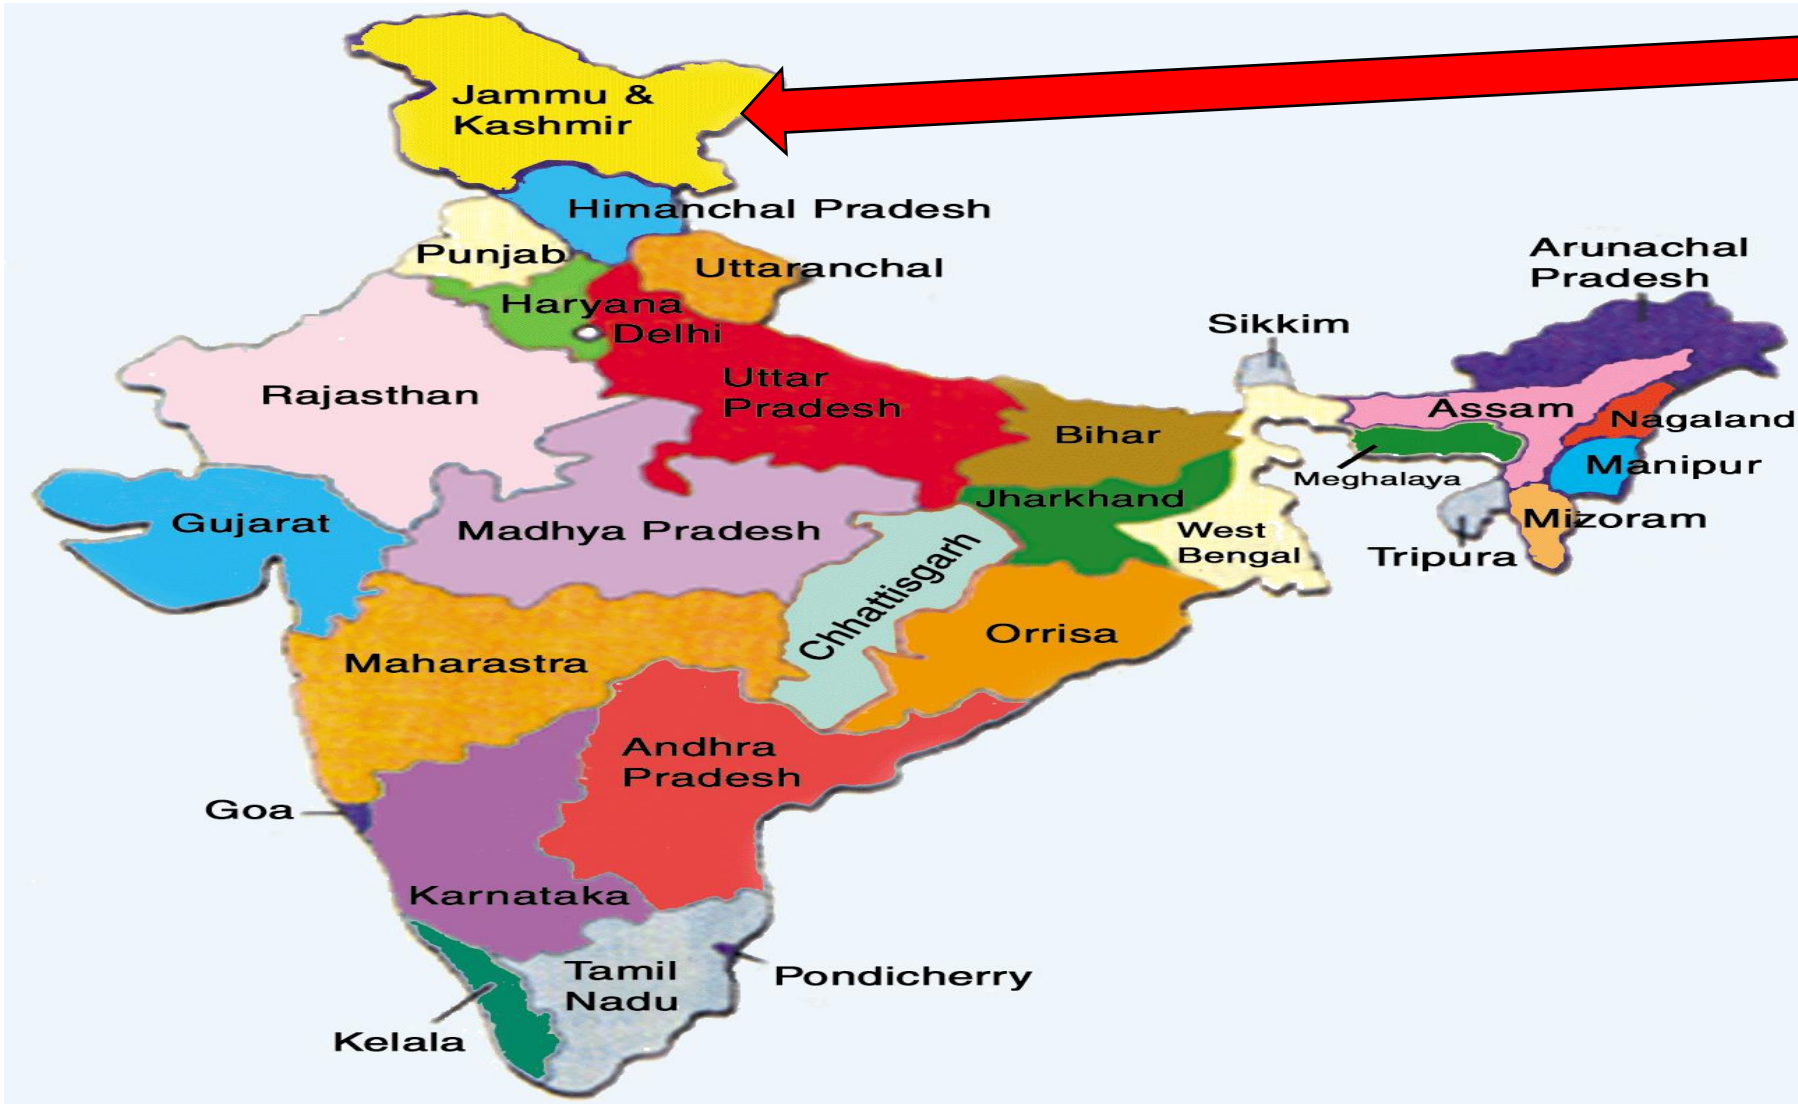 Jammu &
Kashmir
Himanchal Pradesh
Punjab
Uttaranchal
Arunachal
Pradesh
Haryana
Delhi
Sikkim
Uttar
Pradesh
Rajasthan
Assam
Nagaland
Bihar
Manipur
Meghalaya
Jharkhand
Gujarat
Madhya Pradesh
West
Bengal
Mizoram
Tripura
Chhattisgarh
Orrisa
Maharastra
Andhra
Pradesh
Goa
Karnataka
Tamil
Nadu
Pondicherry
Kelala